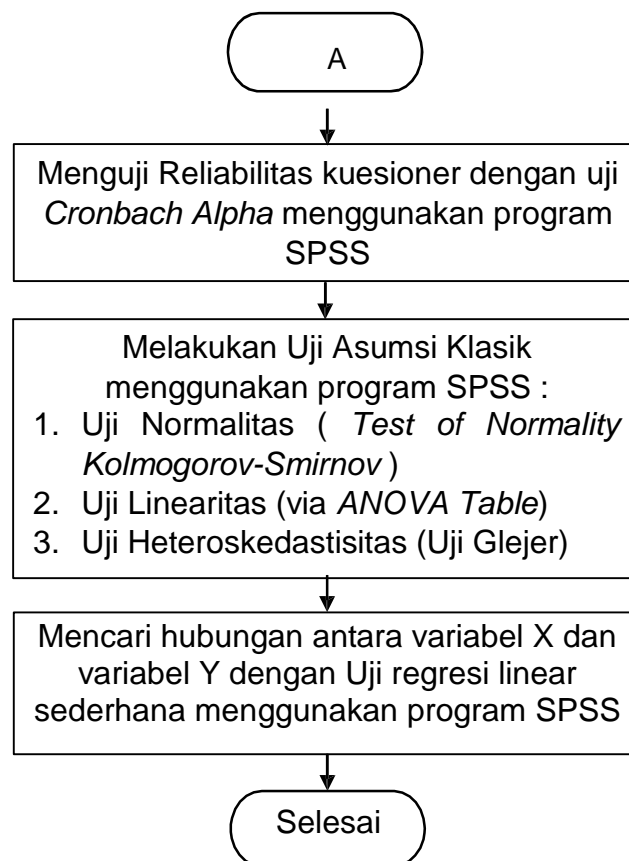 A
Menguji Reliabilitas kuesioner dengan uji
Cronbach Alpha menggunakan program
SPSS
Melakukan Uji Asumsi Klasik
menggunakan program SPSS :
1. Uji Normalitas ( Test of Normality
Kolmogorov-Smirnov )
2. Uji Linearitas (via ANOVA Table)
3. Uji Heteroskedastisitas (Uji Glejer)
Mencari hubungan antara variabel X dan
variabel Y dengan Uji regresi linear
sederhana menggunakan program SPSS
Selesai